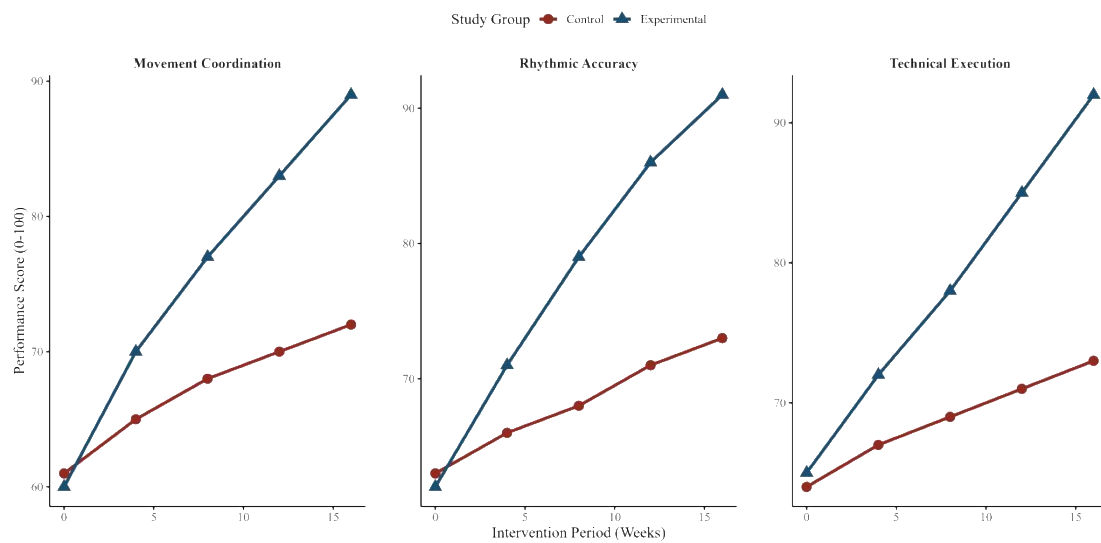 Study Group Control Experimental
Movement Coordination
Rhythmic Accuracy
Technical Execution
Performance Score (0-100)
90
80
70
60
0 5 10 15
90
80
70
0 5 10 15
90
80
70
0 5 10 15
Intervention Period (Weeks)